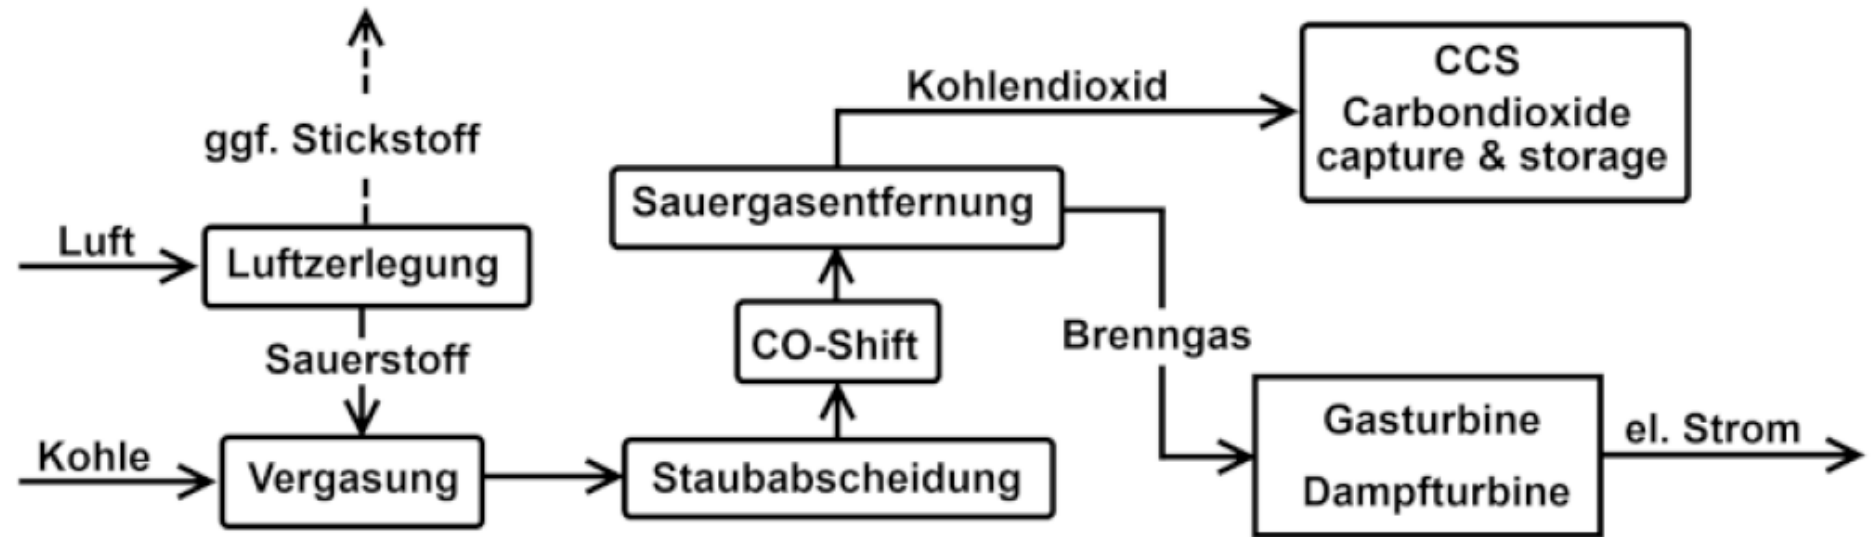 ggf. Stickstoff
Luft
Luftzerlegung
Sauerstoff
Kohle
Vergasung
Staubabscheidung
CO-Shift
Sauergasentfernung
Kohlendioxid
CCS
Carbondioxide
capture & storage
Brenngas
Gasturbine
Dampfturbine
el. Strom